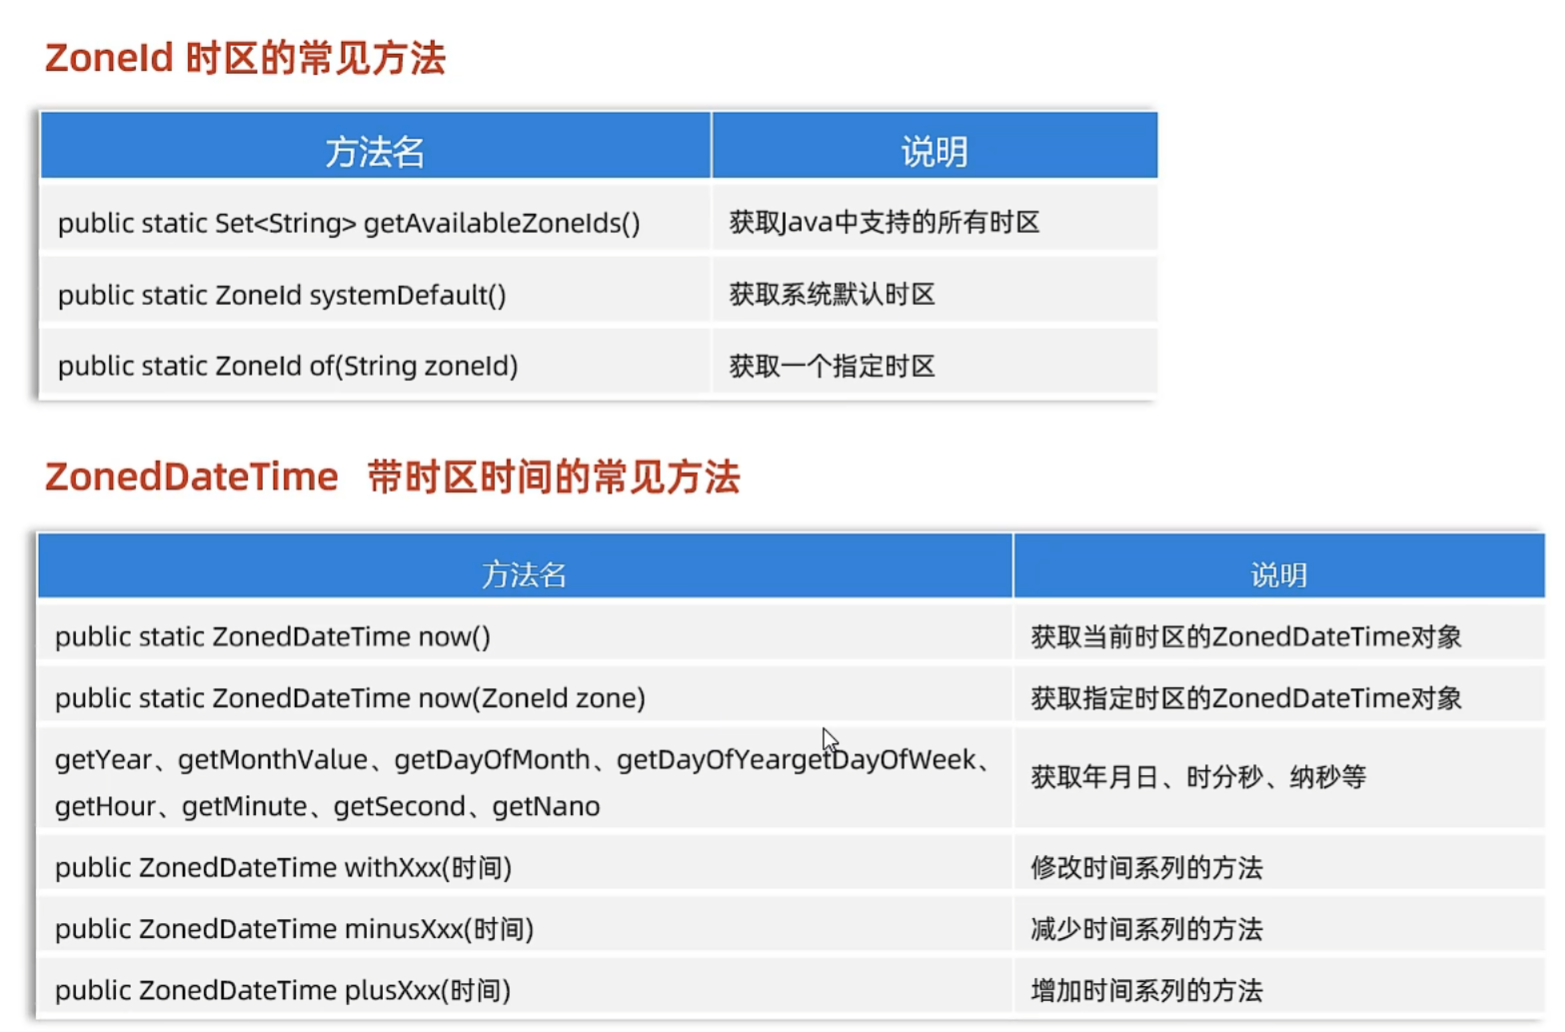 ZoneId 时区的常见方法
方法名 说明
public static Set<String> getAvailableZoneIds() 获取Java中支持的所有时区
public static ZoneId systemDefault() 获取系统默认时区
public static ZoneId of(String zoneId) 获取一个指定时区
ZonedDateTime 带时区时间的常见方法
方法名 说明
public static ZonedDateTime now() 获取当前时区的ZonedDateTime对象
public static ZonedDateTime now(ZoneId zone) 获取指定时区的ZonedDateTime对象
getYear、getMonthValue、getDayOfMonth、getDayOfYeargetDayOfWeek、
getHour、getMinute、getSecond、getNano 获取年月日、时分秒、纳秒等
public ZonedDateTime withXxx(时间) 修改时间系列的方法
public ZonedDateTime minusXxx(时间) 减少时间系列的方法
public ZonedDateTime plusXxx(时间) 增加时间系列的方法